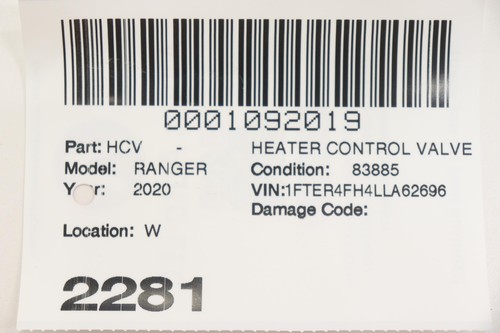 0001092019
Part: HCV - HEATER CONTROL VALVE
Model: RANGER Condition: 83885
Year: 2020 VIN:1FTER4FH4LLA62696
Damage Code:
Location: W
2281